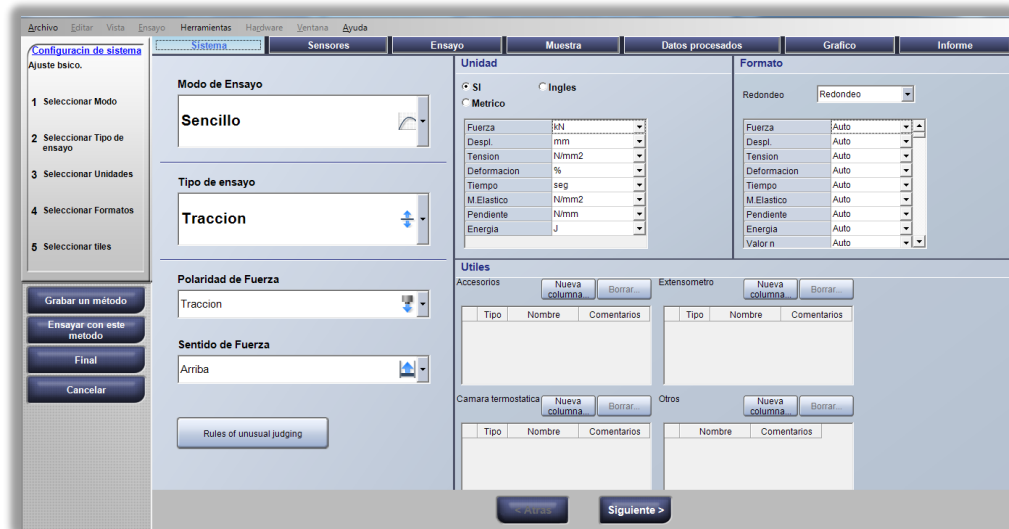 Archivo Editar Vista Ensayo Herramientas Hardware Ventana Ayuda
Configuracin de sistema
Ajuste bsico.
1 Seleccionar Modo
2 Seleccionar Tipo de
ensayo
3 Seleccionar Unidades
4 Seleccionar Formatos
5 Seleccionar tiles
Grabar un método
Ensayar con este
metodo
Final
Cancelar
Sistema Sensores Ensayo Muestra Datos procesados Grafico Informe
Modo de Ensayo
Sencillo
Tipo de ensayo
Traccion
Polaridad de Fuerza
Traccion
Sentido de Fuerza
Arriba
Rules of unusual judging
Unidad
SI Ingles
Metrico
Fuerza kN
Despl. mm
Tension N/mm2
Deformacion %
Tiempo seg
M.Elastico N/mm2
Pendiente N/mm
Energia J
Formato
Redondeo Redondeo
Fuerza Auto
Despl. Auto
Tension Auto
Deformacion Auto
Tiempo Auto
M.Elastico Auto
Pendiente Auto
Energia Auto
Valor n Auto
Utiles
Accesorios Nueva
columna... Borrar...
Tipo Nombre Comentarios
Extensometro Nueva
columna... Borrar...
Tipo Nombre Comentarios
Camara termostatica Nueva
columna... Borrar...
Tipo Nombre Comentarios
Otros Nueva
columna... Borrar...
Nombre Comentarios
< Atras Siguiente >